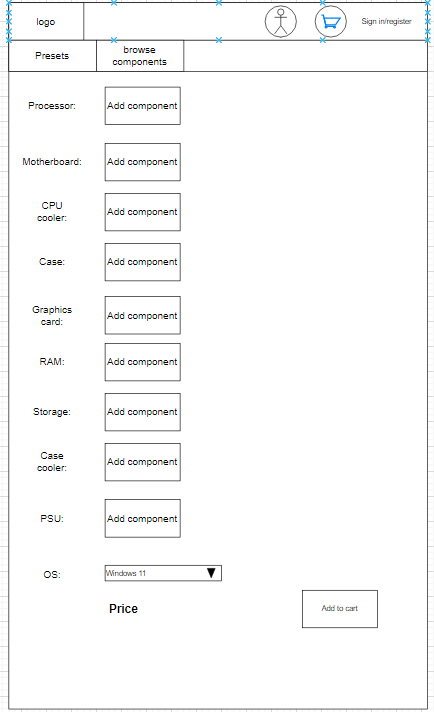 logo
Sign in/register
Presets
browse
components
Processor:
Add component
Motherboard:
Add component
CPU
cooler:
Add component
Case:
Add component
Graphics
card:
Add component
RAM:
Add component
Storage:
Add component
Case
cooler:
Add component
PSU:
Add component
OS:
Windows 11
Price
Add to cart